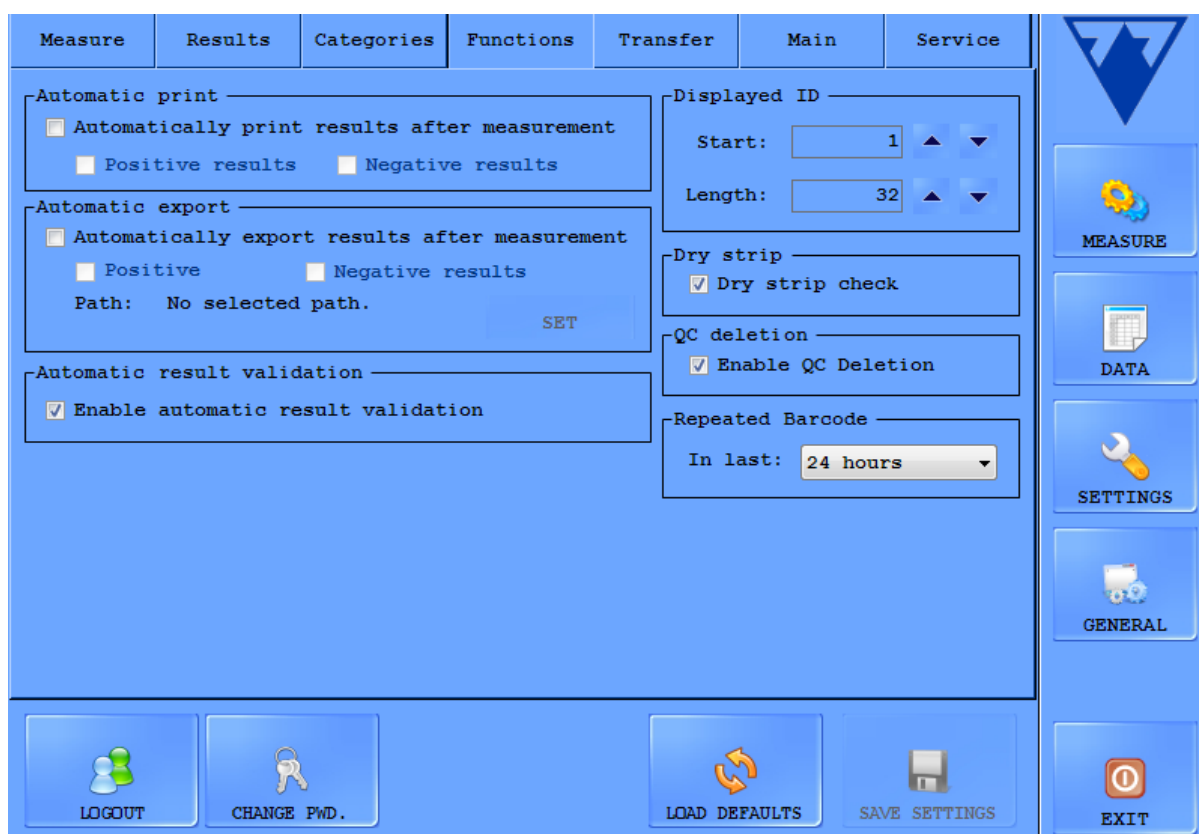 Measure Results Categories Functions Transfer Main Service
Automatic print
Automatically print results after measurement
Positive results Negative results
Automatic export
Automatically export results after measurement
Positive Negative results
Path: No selected path.
SET
Automatic result validation
Enable automatic result validation
Displayed ID
Start: 1
Length: 32
Dry strip
Dry strip check
QC deletion
Enable QC Deletion
Repeated Barcode
In last: 24 hours
MEASURE
DATA
SETTINGS
GENERAL
LOGOUT CHANGE PWD. LOAD DEFAULTS SAVE SETTINGS EXIT